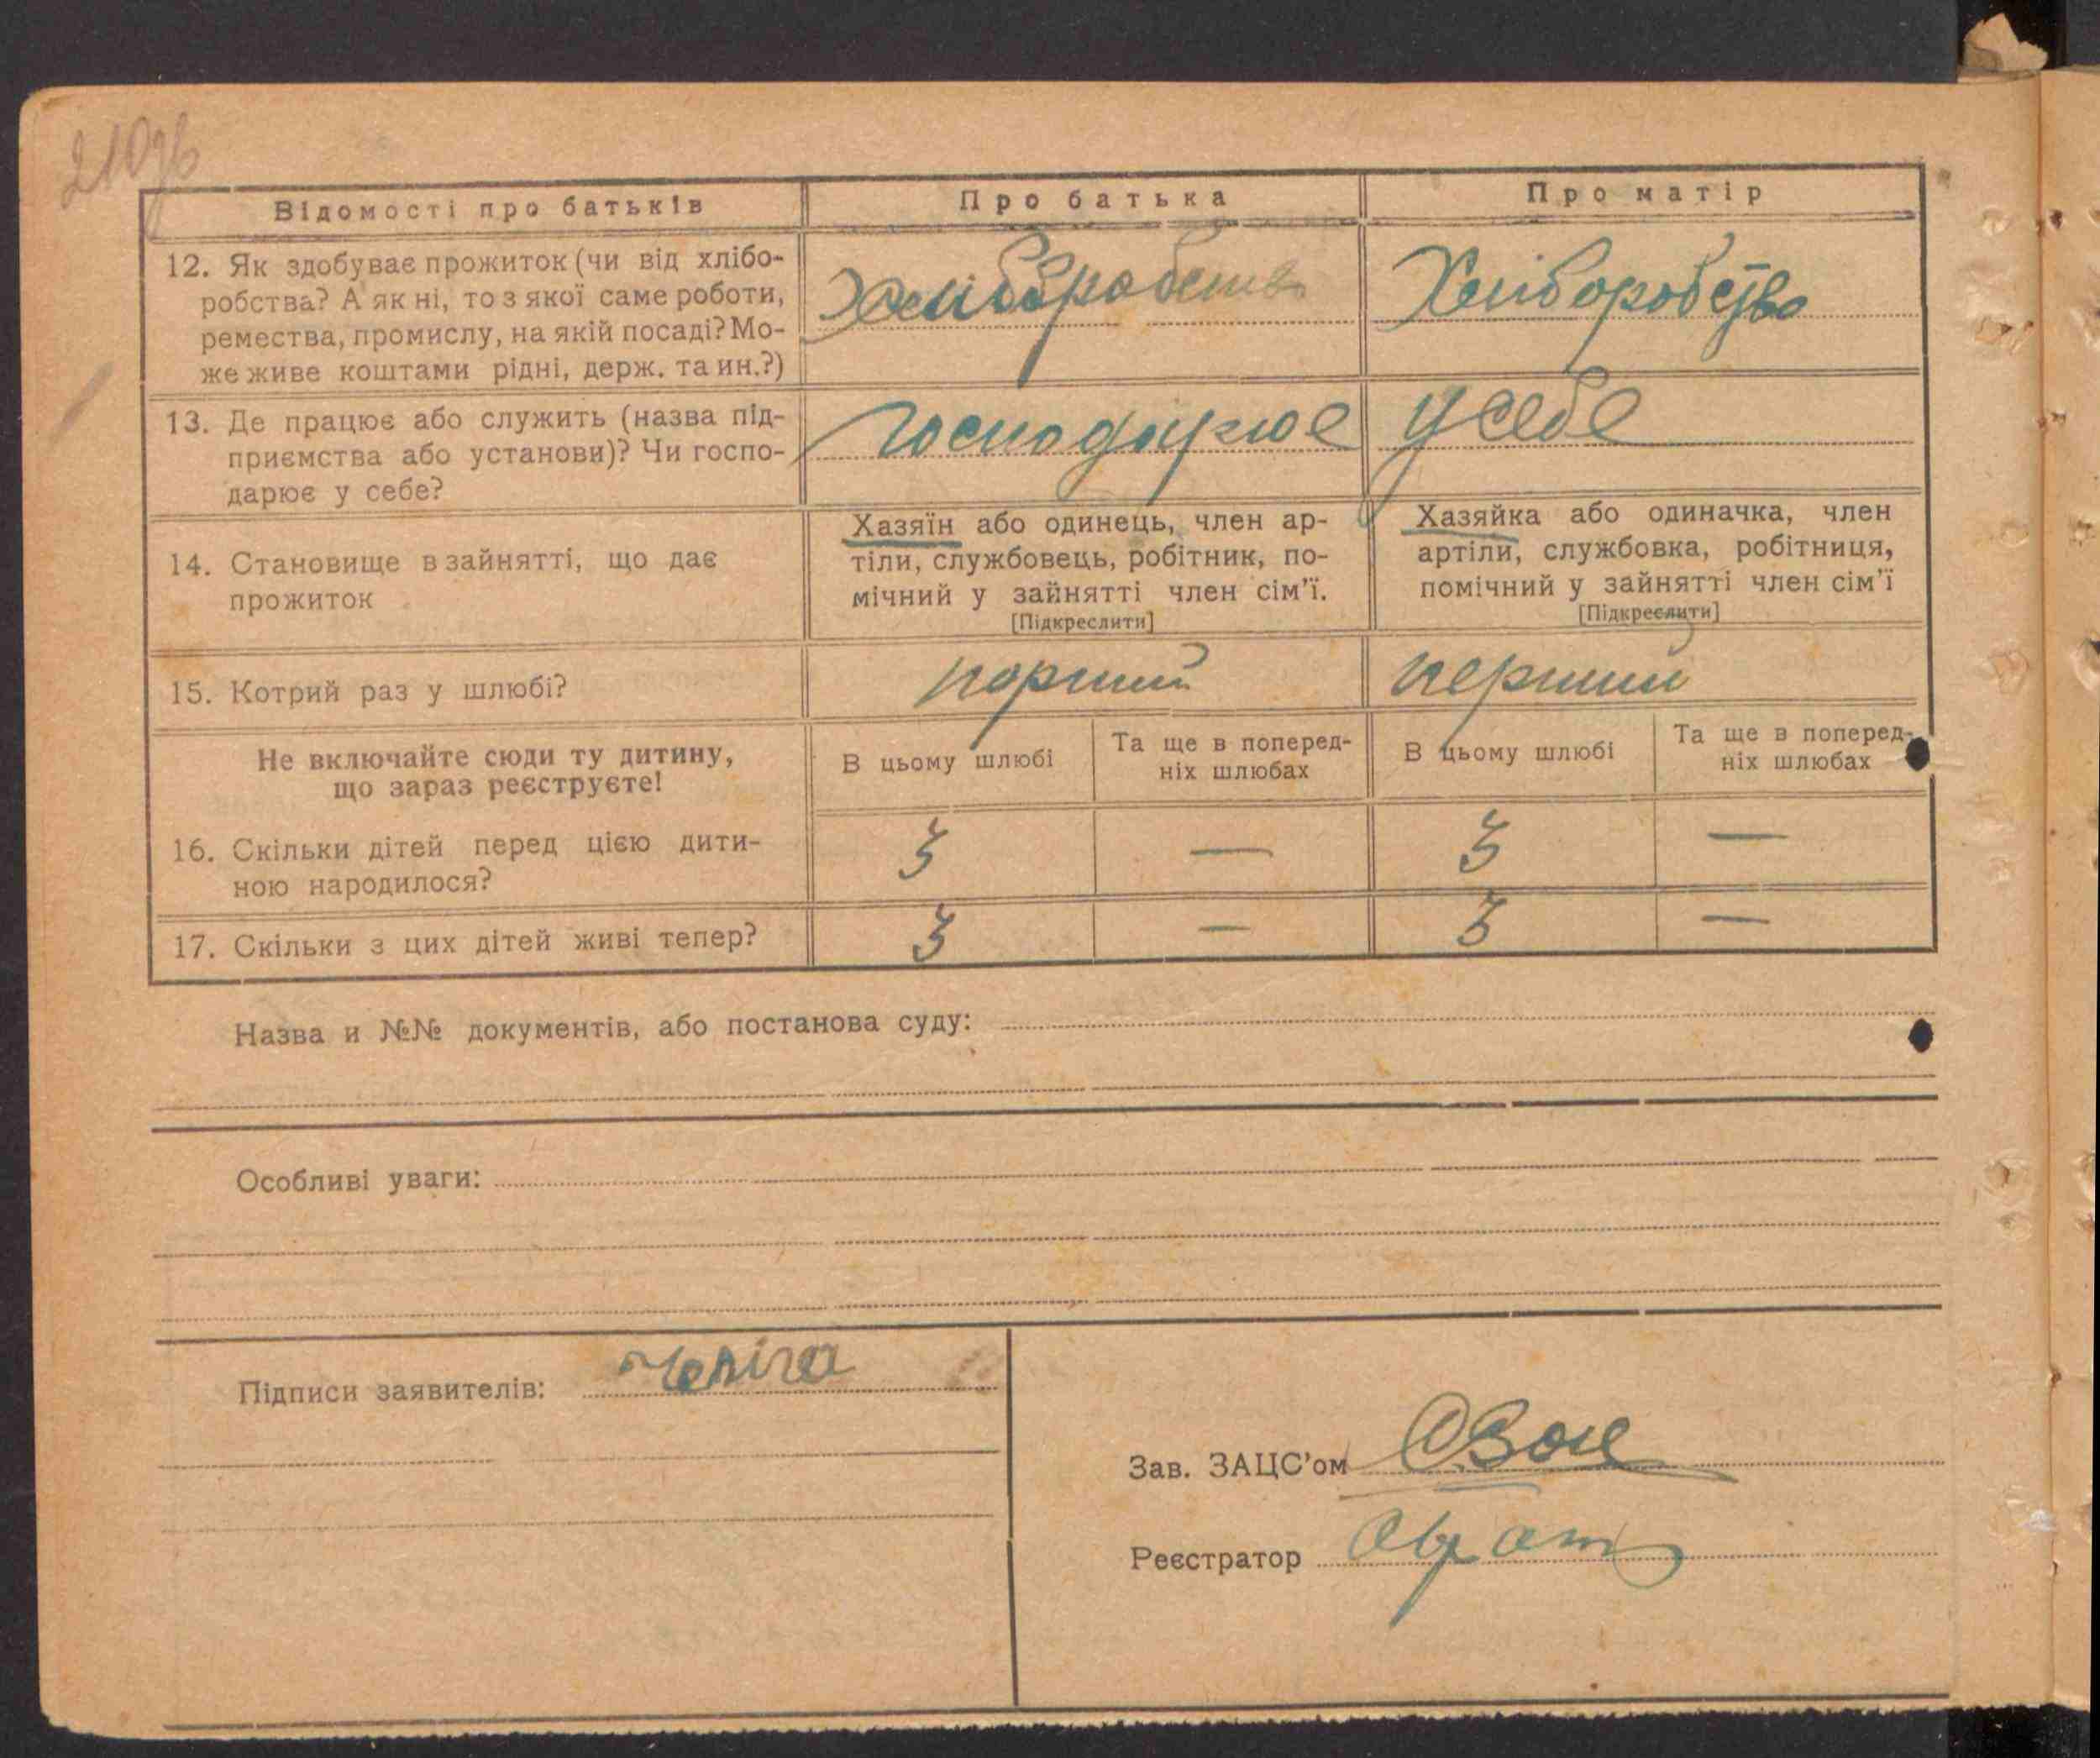 210зв
Відомості про батьків
Про батька
Про матір
12. Як здобуває прожиток (чи від хлібо-
робства? А як ні, то з якої саме роботи,
ремества, промислу, на якій посаді? Мо-
же живе коштами рідні, держ. та ин.?)
Хліборобство
Хліборобство
13. Де працює або служить (назва під-
приємства або установи)? Чи госпо-
дарює у себе?
господарює
у себе
14. Становище в зайнятті, що дає
прожиток
Хазяїн або одинець, член ар-
тіли, службовець, робітник, по-
мічний у зайнятті член сім'ї.
[Підкреслити]
Хазяйка або одиначка, член
артіли, службовка, робітниця,
помічний у зайнятті член сім'ї
[Підкреслити]
15. Котрий раз у шлюбі?
перший
перший
Не включайте сюди ту дитину,
що зараз реєструєте!
В цьому шлюбі
Та ще в поперед-
ніх шлюбах
В цьому шлюбі
Та ще в поперед-
ніх шлюбах
16. Скільки дітей перед цією дити-
ною народилося?
3 — 3 —
17. Скільки з цих дітей живі тепер?
3 — 3 —
Назва и №№ документів, або постанова суду:
Особливі уваги:
Підписи заявителів:
Зав. ЗАЦС'ом
Реєстратор